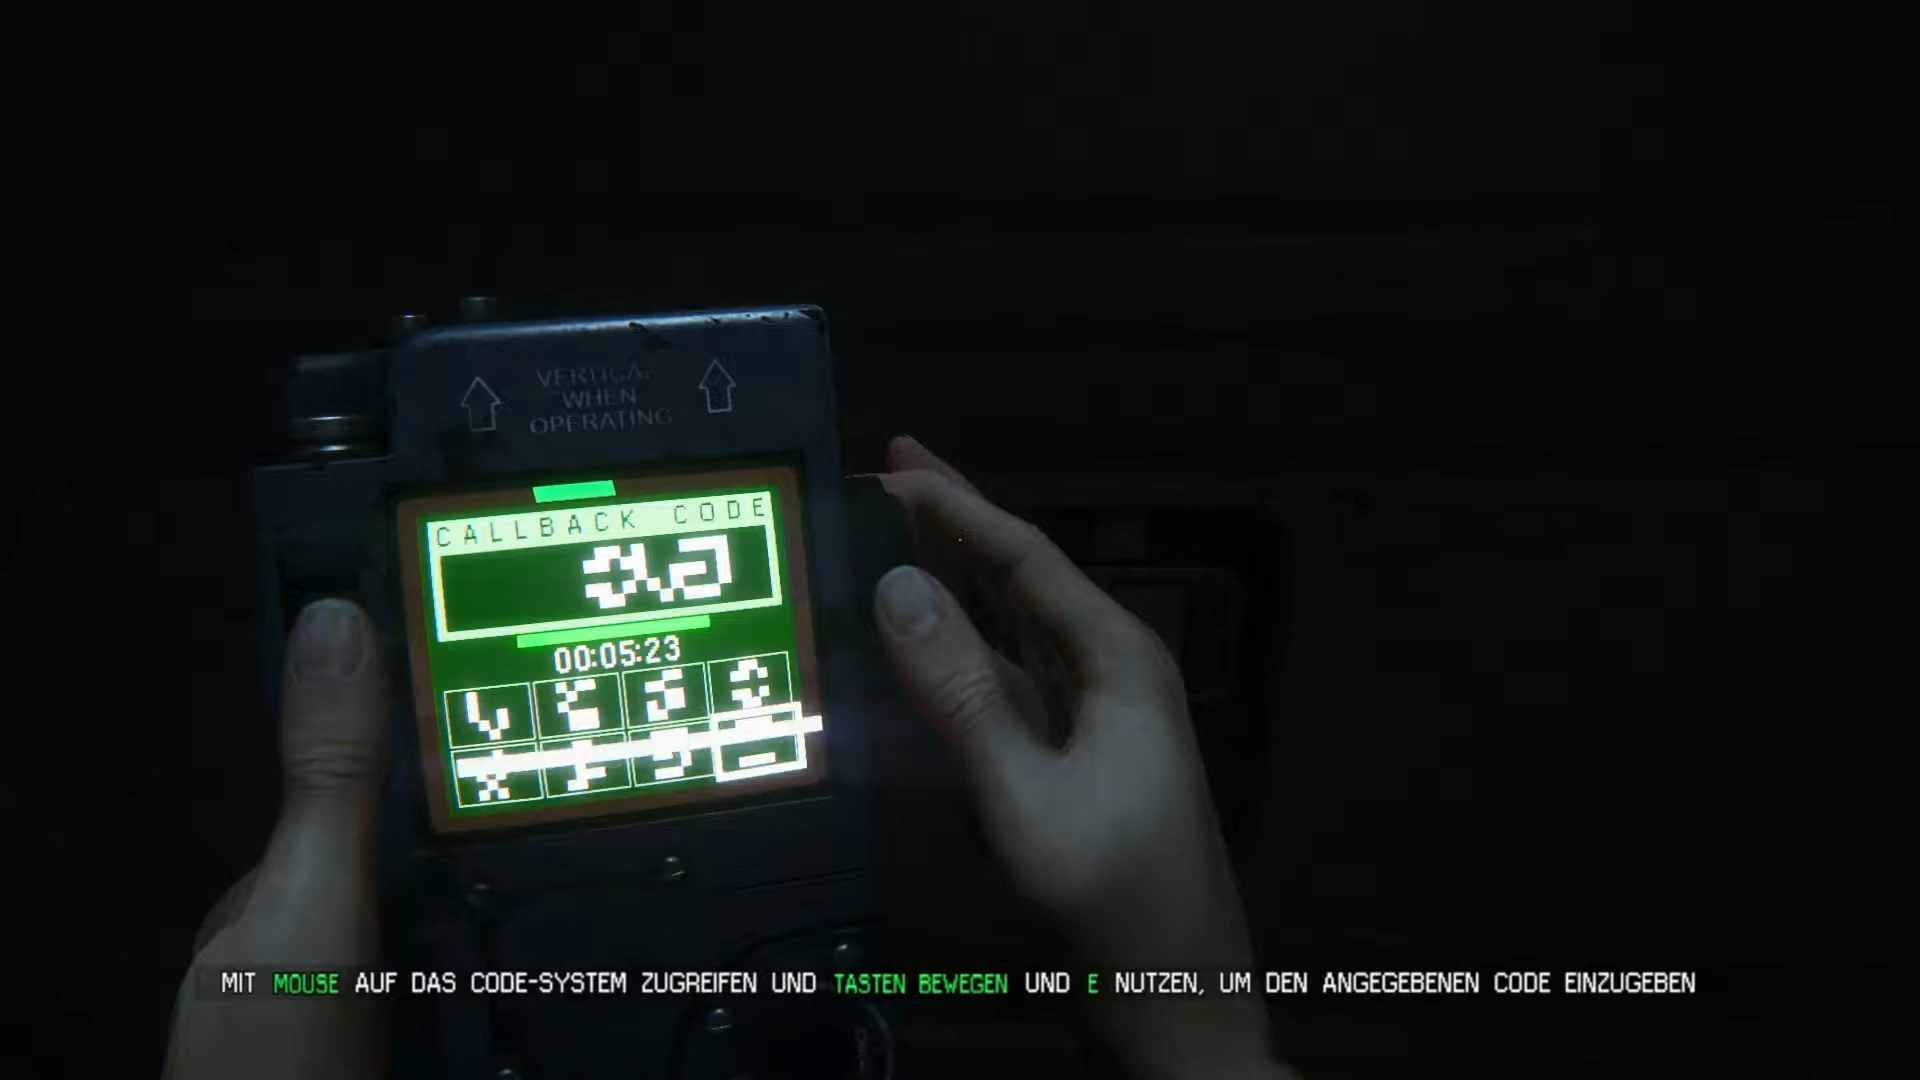 VERTICAL
WHEN
OPERATING
CALLBACK CODE
00:05:23
MIT MOUSE AUF DAS CODE-SYSTEM ZUGREIFEN UND TASTEN BEWEGEN UND E NUTZEN, UM DEN ANGEGEBENEN CODE EINZUGEBEN